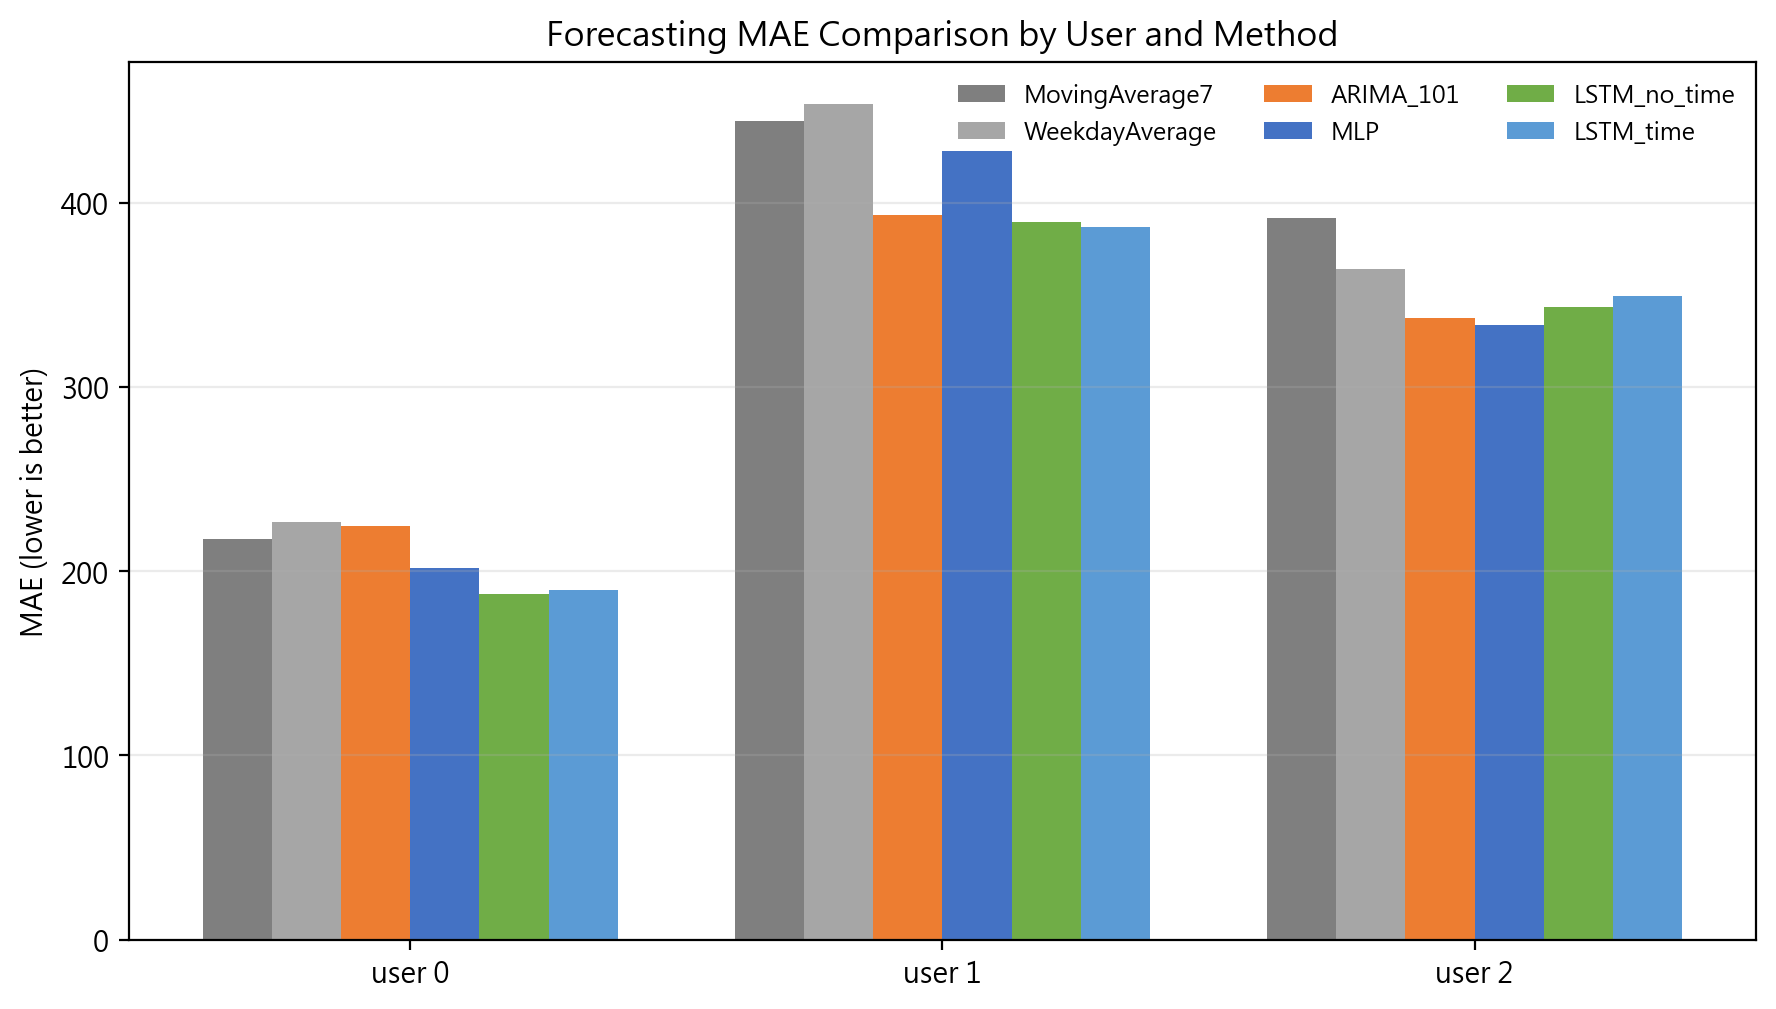 Forecasting MAE Comparison by User and Method
MovingAverage7
WeekdayAverage
ARIMA_101
MLP
LSTM_no_time
LSTM_time
MAE (lower is better)
400
300
200
100
0
user 0
user 1
user 2